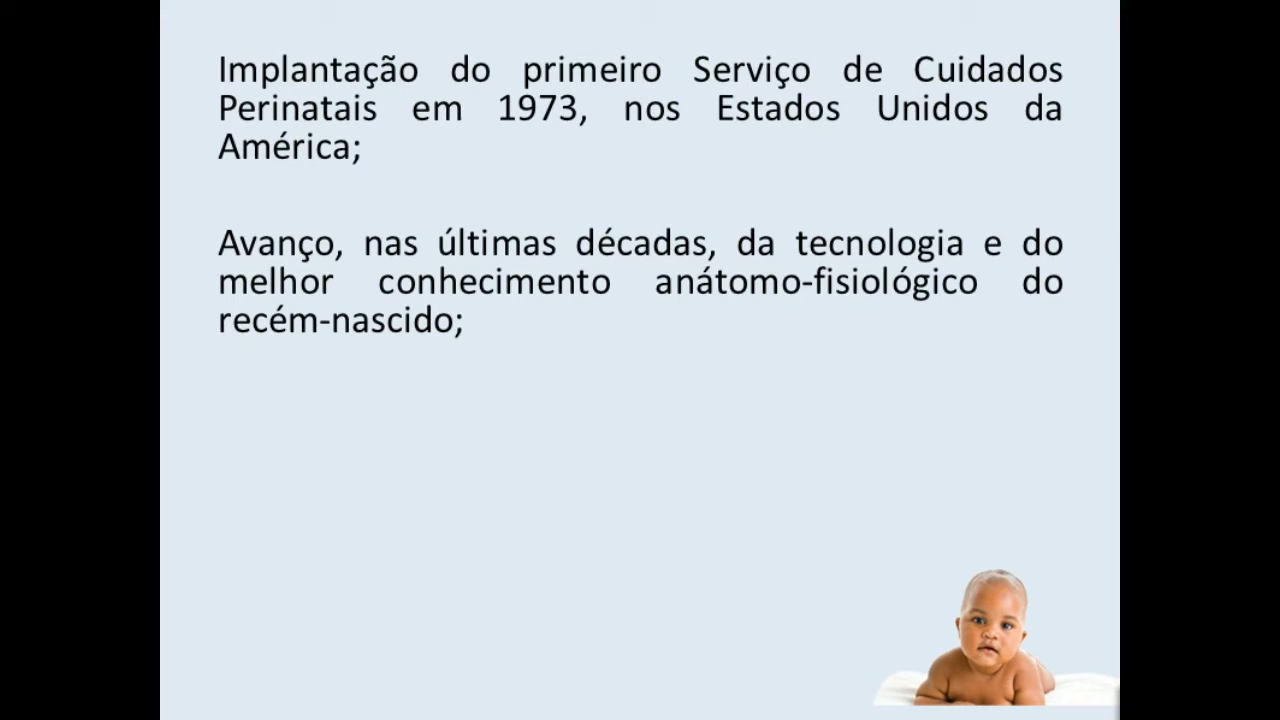 Implantação do primeiro Serviço de Cuidados
Perinatais em 1973, nos Estados Unidos da
América;
Avanço, nas últimas décadas, da tecnologia e do
melhor conhecimento anátomo-fisiológico do
recém-nascido;